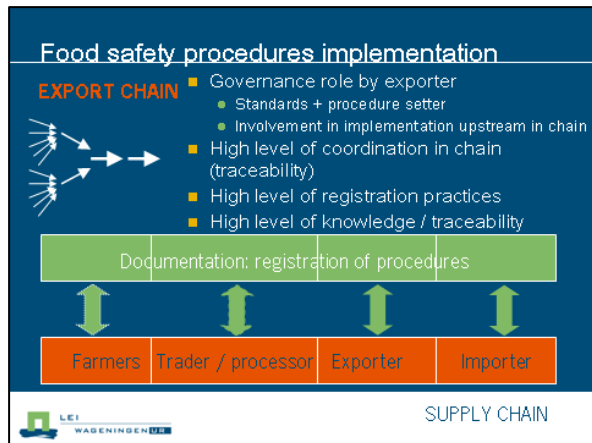 Food safety procedures implementation
EXPORT CHAIN
Governance role by exporter
Standards + procedure setter
Involvement in implementation upstream in chain
High level of coordination in chain
(traceability)
High level of registration practices
High level of knowledge / traceability
Documentation: registration of procedures
Farmers Trader / processor Exporter Importer
SUPPLY CHAIN
LEI
WAGENINGEN UR